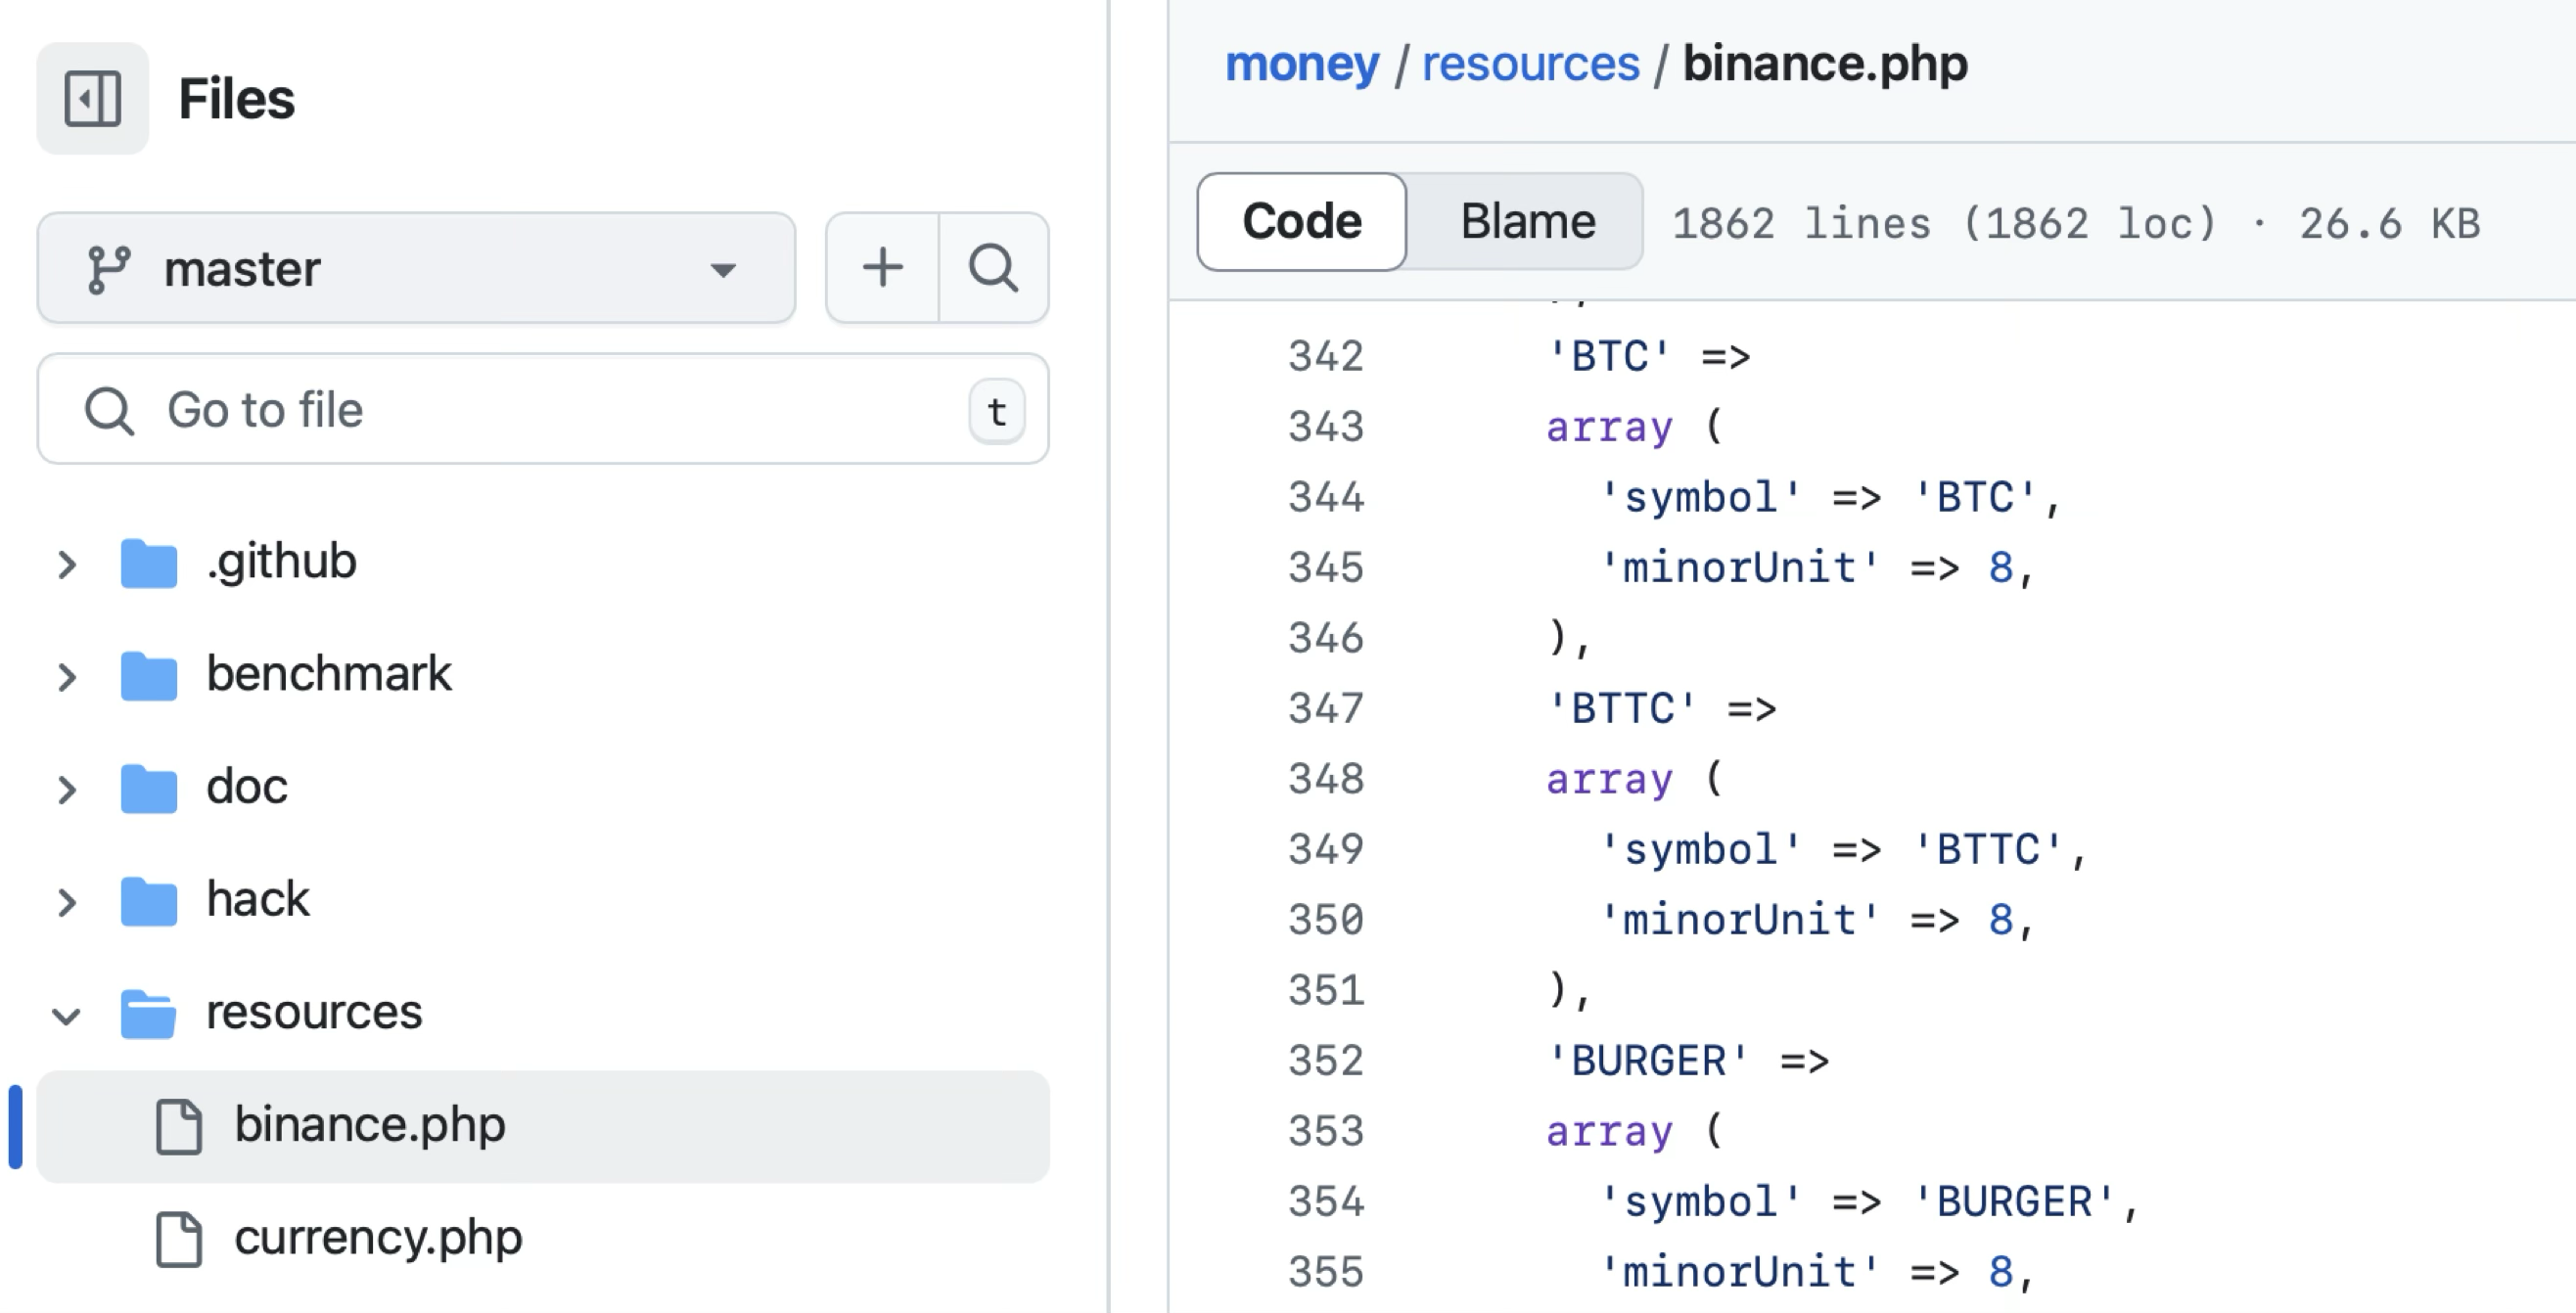 Files
master
Go to file
t
.github
benchmark
doc
hack
resources
binance.php
currency.php
money / resources / binance.php
Code Blame 1862 lines (1862 loc) · 26.6 KB
342 'BTC' =>
343 array (
344 'symbol' => 'BTC',
345 'minorUnit' => 8,
346 ),
347 'BTTC' =>
348 array (
349 'symbol' => 'BTTC',
350 'minorUnit' => 8,
351 ),
352 'BURGER' =>
353 array (
354 'symbol' => 'BURGER',
355 'minorUnit' => 8,